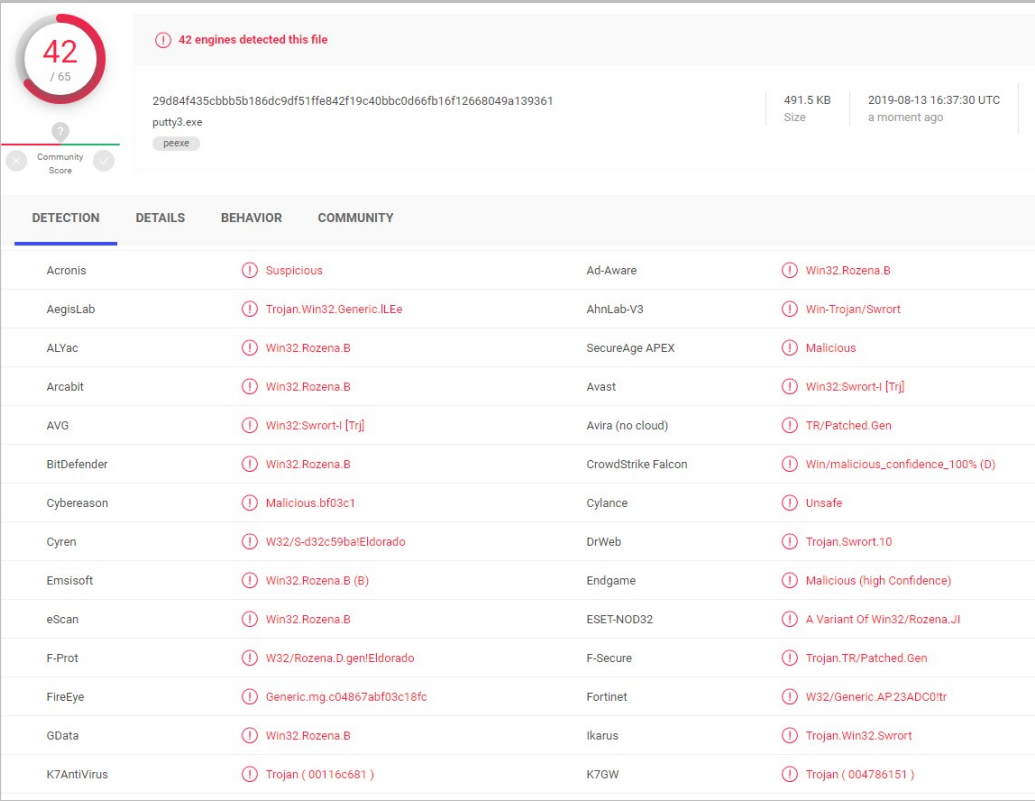 42
/ 65
?
Community
Score
42 engines detected this file
29d84f435cbbb5b186dc9df51ffe842f19c40bbc0d66fb16f12668049a139361
putty3.exe
peexe
491.5 KB
Size
2019-08-13 16:37:30 UTC
a moment ago
DETECTION DETAILS BEHAVIOR COMMUNITY
Acronis Suspicious Ad-Aware Win32.Rozena.B
AegisLab Trojan.Win32.Generic.lLEe AhnLab-V3 Win-Trojan/Swrort
ALYac Win32.Rozena.B SecureAge APEX Malicious
Arcabit Win32.Rozena.B Avast Win32:Swrort-I [Trj]
AVG Win32:Swrort-I [Trj] Avira (no cloud) TR/Patched.Gen
BitDefender Win32.Rozena.B CrowdStrike Falcon Win/malicious_confidence_100% (D)
Cybereason Malicious.bf03c1 Cylance Unsafe
Cyren W32/S-d32c59ba!Eldorado DrWeb Trojan.Swrort.10
Emsisoft Win32.Rozena.B (B) Endgame Malicious (high Confidence)
eScan Win32.Rozena.B ESET-NOD32 A Variant Of Win32/Rozena.JI
F-Prot W32/Rozena.D.gen!Eldorado F-Secure Trojan.TR/Patched.Gen
FireEye Generic.mg.c04867abf03c18fc Fortinet W32/Generic.AP.23ADC0!tr
GData Win32.Rozena.B Ikarus Trojan.Win32.Swrort
K7AntiVirus Trojan ( 00116c681 ) K7GW Trojan ( 004786151 )